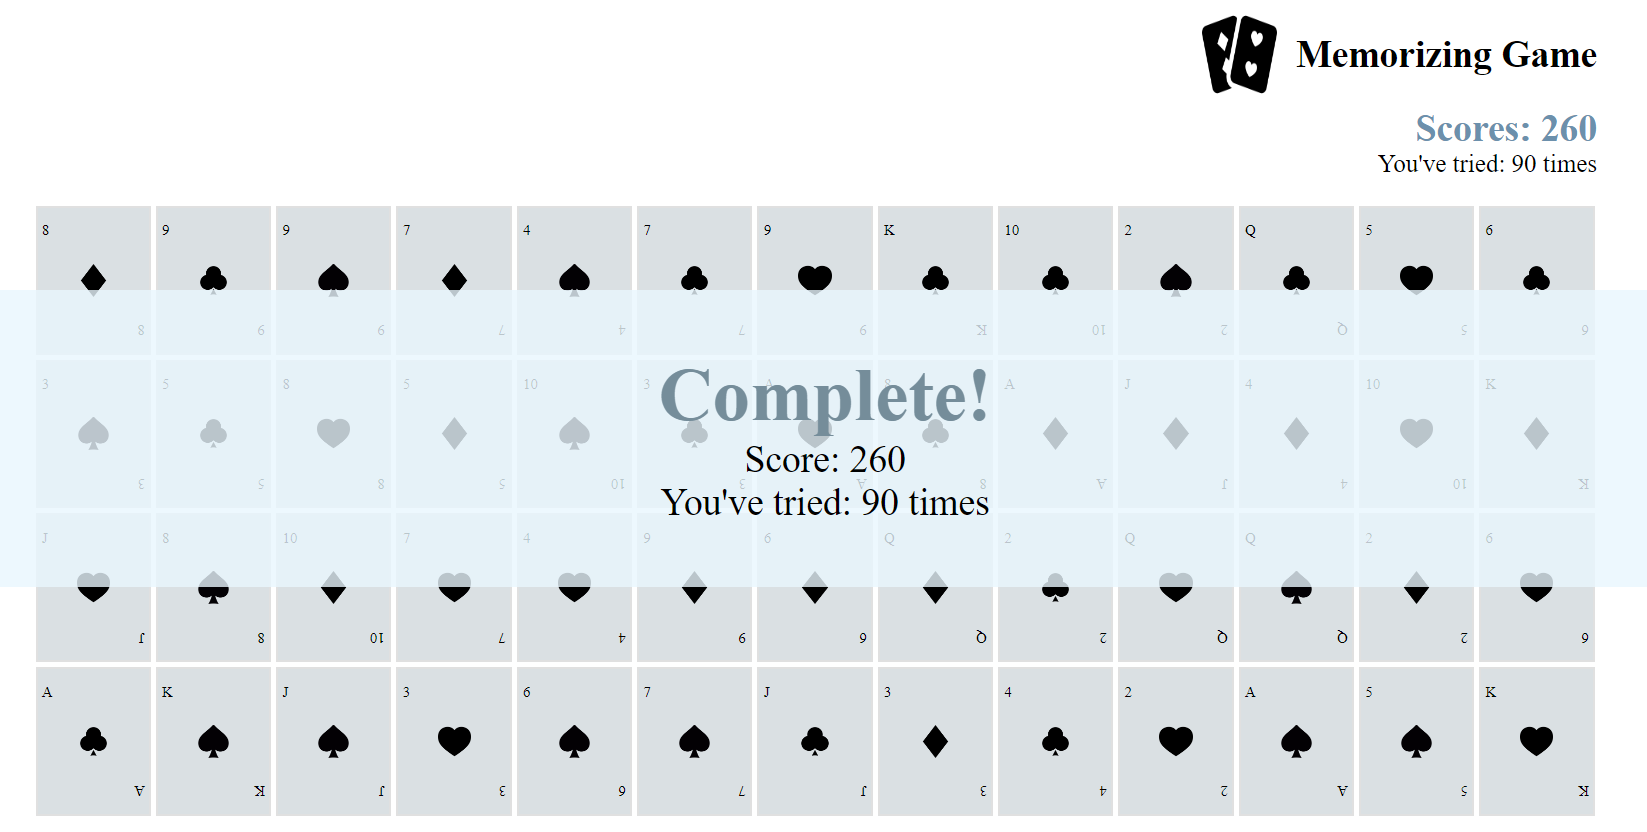 Memorizing Game
Scores: 260
You've tried: 90 times
8 9 9 7 4 7 9 K 10 2 Q 5 6
8 9 9 7 4 7 9 K 10 2 Q 5 6
3 5 8 5 10 3 A 8 A J 4 10 K
Complete!
Score: 260
3 5 8 5 10 3 A 8 A J 4 10 K
You've tried: 90 times
J 8 10 7 4 9 6 Q 2 Q Q 2 6
J 8 10 7 4 9 6 Q 2 Q Q 2 6
A K J 3 6 7 J 3 4 2 A 5 K
A K J 3 6 7 J 3 4 2 A 5 K